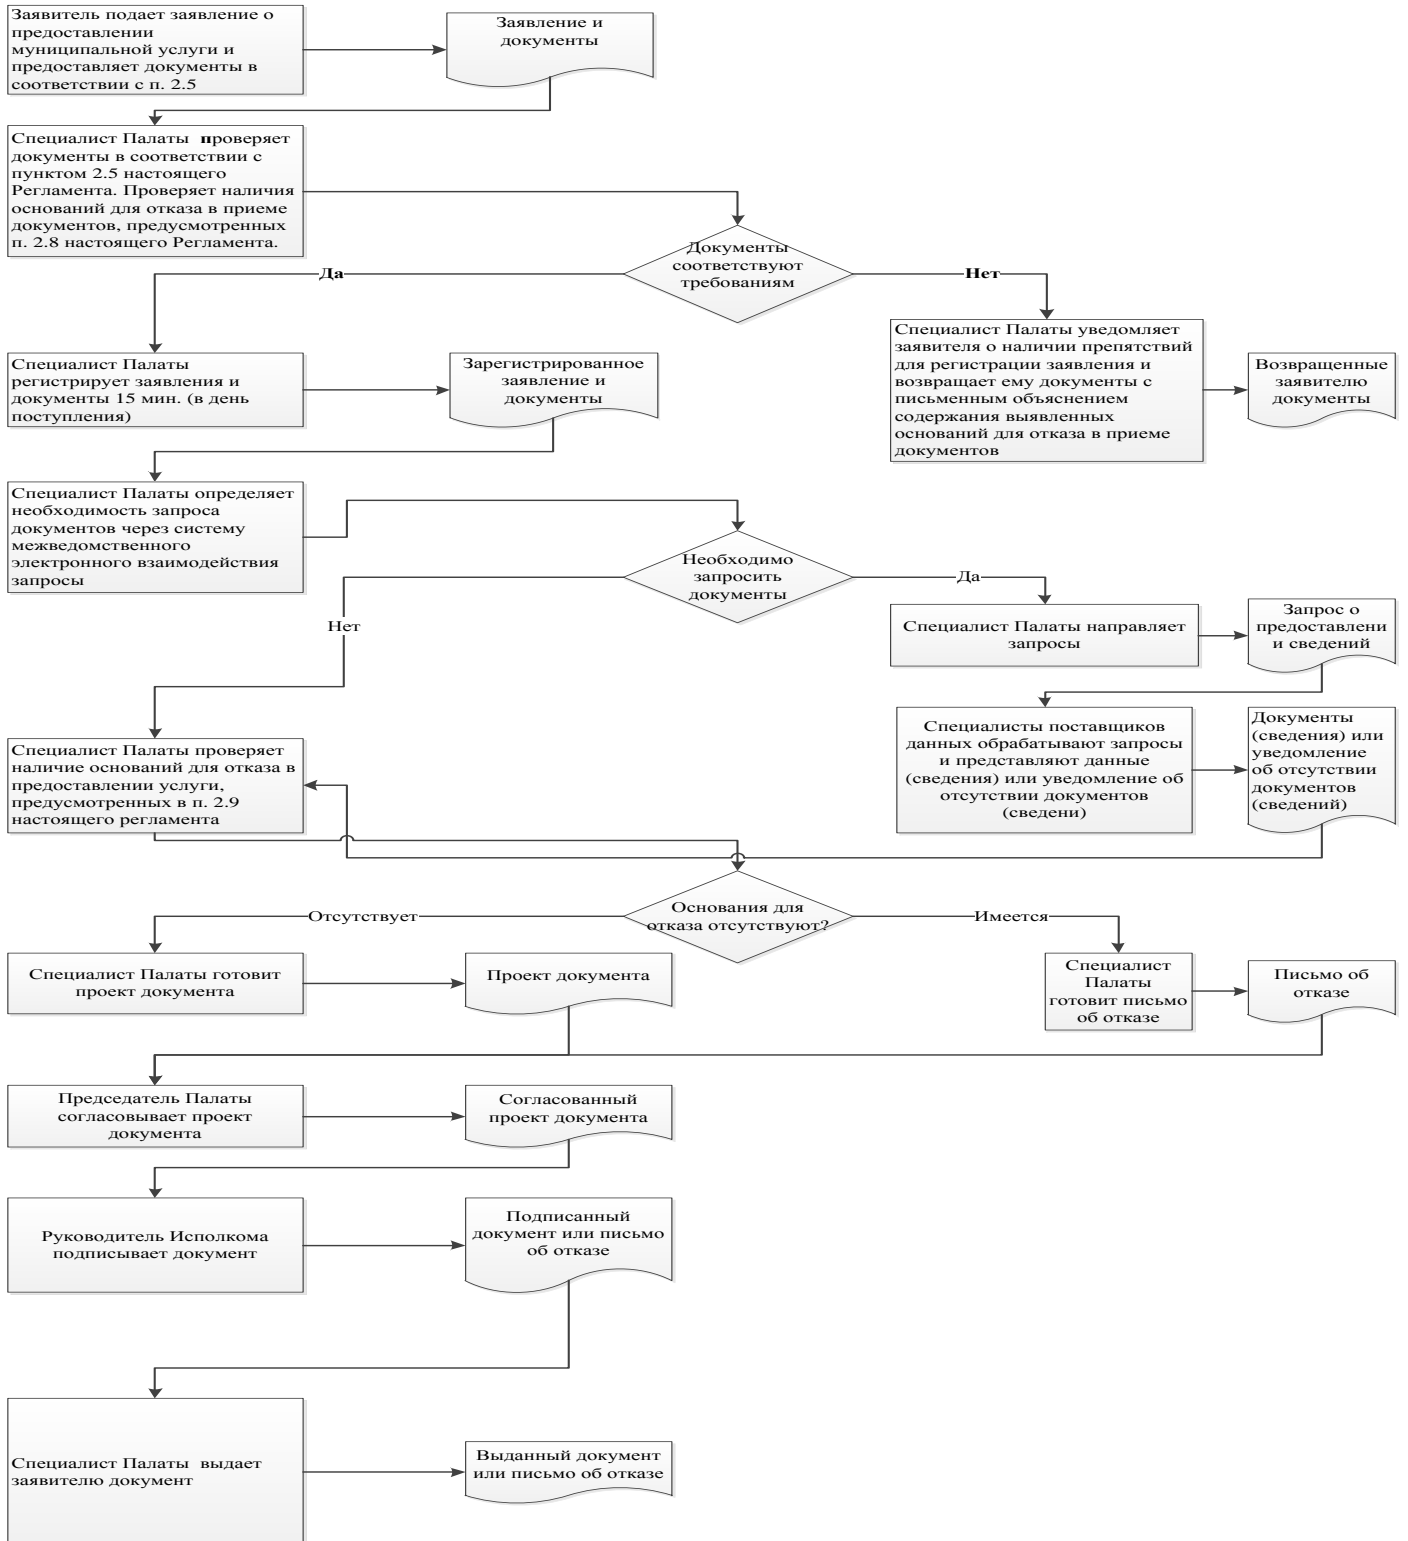 Заявитель подает заявление о
предоставлении
муниципальной услуги и
предоставляет документы в
соответствии с п. 2.5
Заявление и
документы
Специалист Палаты  проверяет
документы в соответствии с
пунктом 2.5 настоящего
Регламента. Проверяет наличия
оснований для отказа в приеме
документов, предусмотренных
п. 2.8 настоящего Регламента.
Документы
соответствуют
требованиям
Да
Нет
Специалист Палаты
регистрирует заявления и
документы 15 мин. (в день
поступления)
Зарегистрированное
заявление и
документы
Специалист Палаты уведомляет
заявителя о наличии препятствий
для регистрации заявления и
возвращает ему документы с
письменным объяснением
содержания выявленных
оснований для отказа в приеме
документов
Возвращенные
заявителю
документы
Специалист Палаты определяет
необходимость запроса
документов через систему
межведомственного
электронного взаимодействия
запросы
Необходимо
запросить
документы
Да
Нет
Специалист Палаты направляет
запросы
Запрос о
предоставлени
и сведений
Специалист Палаты проверяет
наличие оснований для отказа в
предоставлении услуги,
предусмотренных в п. 2.9
настоящего регламента
Специалисты поставщиков
данных обрабатывают запросы
и представляют данные
(сведения) или уведомление об
отсутствии документов
(сведени)
Документы
(сведения) или
уведомление
об отсутствии
документов
(сведений)
Основания для
отказа отсутствуют?
Отсутствует
Имеется
Специалист Палаты готовит
проект документа
Проект документа
Специалист
Палаты
готовит письмо
об отказе
Письмо об
отказе
Председатель Палаты
согласовывает проект
документа
Согласованный
проект документа
Руководитель Исполкома
подписывает документ
Подписанный
документ или письмо
об отказе
Специалист Палаты  выдает
заявителю документ
Выданный документ
или письмо об отказе